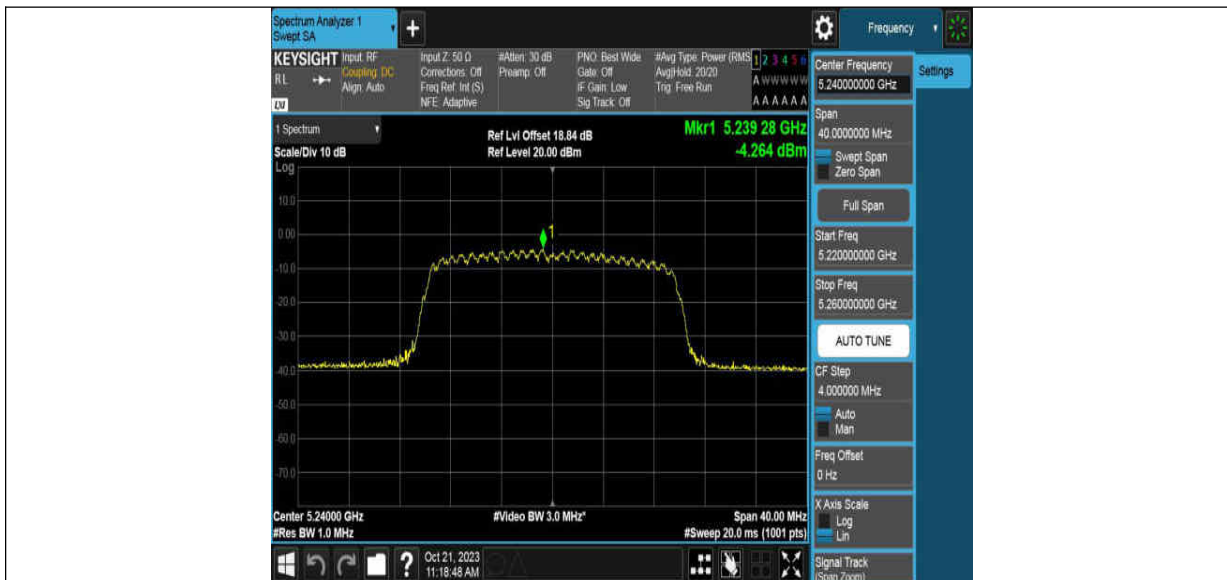 Spectrum Analyzer 1
Swept SA
Frequency
KEYSIGHT
RL
LXI
Input: RF
Coupling: DC
Align: Auto
Input Z: 50 Ω
Corrections: Off
Freq Ref: Int (S)
NFE: Adaptive
#Atten: 30 dB
Preamp: Off
PNO: Best Wide
Gate: Off
IF Gain: Low
Sig Track: Off
#Avg Type: Power (RMS
Avg|Hold: 20/20
Trig: Free Run
1 2 3 4 5 6
A W W W W W
A A A A A A
Center Frequency
5.240000000 GHz
Settings
Span
40.0000000 MHz
Swept Span
Zero Span
Full Span
Start Freq
5.220000000 GHz
Stop Freq
5.260000000 GHz
AUTO TUNE
CF Step
4.000000 MHz
Auto
Man
Freq Offset
0 Hz
X Axis Scale
Log
Lin
Signal Track
(Span Zoom)
1 Spectrum
Scale/Div 10 dB
Log
Ref Lvl Offset 18.84 dB
Ref Level 20.00 dBm
Mkr1 5.239 28 GHz
-4.264 dBm
10.0
0.00
-10.0
-20.0
-30.0
-40.0
-50.0
-60.0
-70.0
1
Center 5.24000 GHz
#Res BW 1.0 MHz
#Video BW 3.0 MHz*
Span 40.00 MHz
#Sweep 20.0 ms (1001 pts)
?
Oct 21, 2023
11:18:48 AM